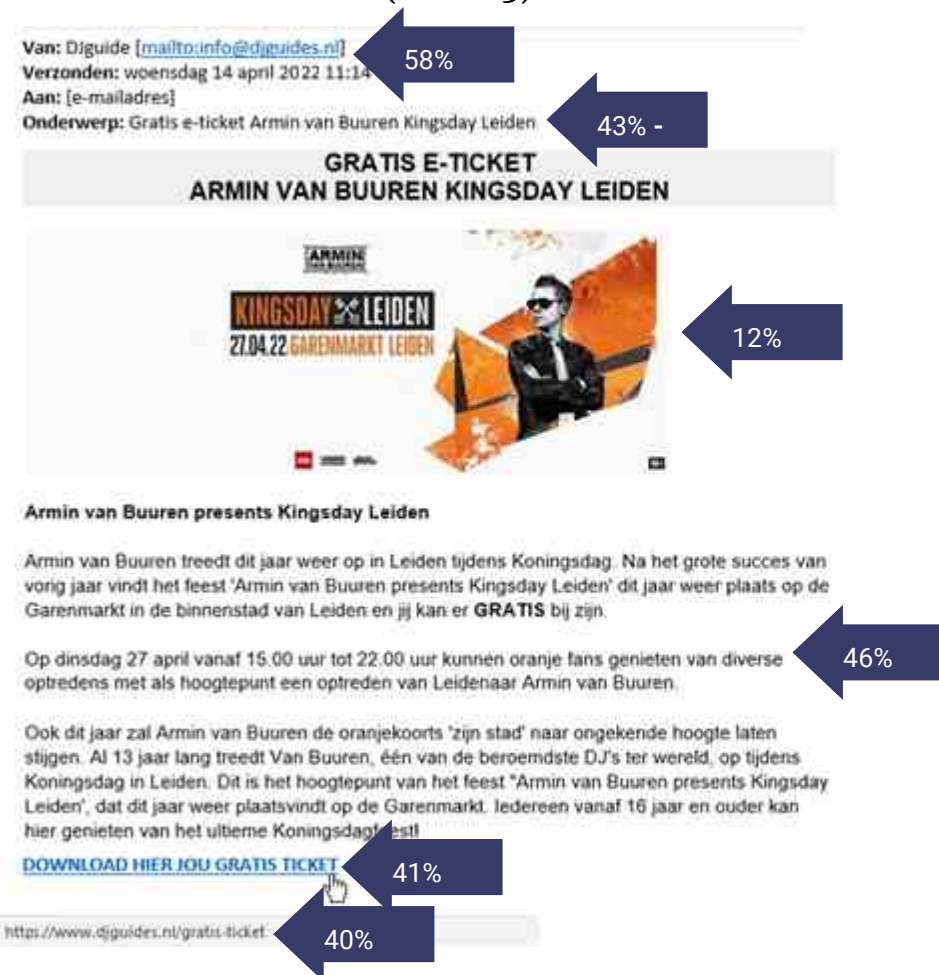 Van: DJguide [mailto:info@djguides.nl]
58%
Verzonden: woensdag 14 april 2022 11:14
Aan: [e-mailadres]
Onderwerp: Gratis e-ticket Armin van Buuren Kingsday Leiden
43% -
GRATIS E-TICKET
ARMIN VAN BUUREN KINGSDAY LEIDEN
ARMIN
VAN BUUREN
KINGSDAY LEIDEN
27.04.22 GARENMARKT LEIDEN
12%
Armin van Buuren presents Kingsday Leiden
Armin van Buuren treedt dit jaar weer op in Leiden tijdens Koningsdag. Na het grote succes van
vorig jaar vindt het feest 'Armin van Buuren presents Kingsday Leiden' dit jaar weer plaats op de
Garenmarkt in de binnenstad van Leiden en jij kan er GRATIS bij zijn.
Op dinsdag 27 april vanaf 15.00 uur tot 22.00 uur kunnen oranje fans genieten van diverse
46%
optredens met als hoogtepunt een optreden van Leidenaar Armin van Buuren.
Ook dit jaar zal Armin van Buuren de oranjekoorts 'zijn stad' naar ongekende hoogte laten
stijgen. Al 13 jaar lang treedt Van Buuren, één van de beroemdste DJ's ter wereld, op tijdens
Koningsdag in Leiden. Dit is het hoogtepunt van het feest "Armin van Buuren presents Kingsday
Leiden', dat dit jaar weer plaatsvindt op de Garenmarkt. Iedereen vanaf 16 jaar en ouder kan
hier genieten van het ultieme Koningsdagfeest!
DOWNLOAD HIER JOU GRATIS TICKET
41%
https://www.djguides.nl/gratis-ticket
40%